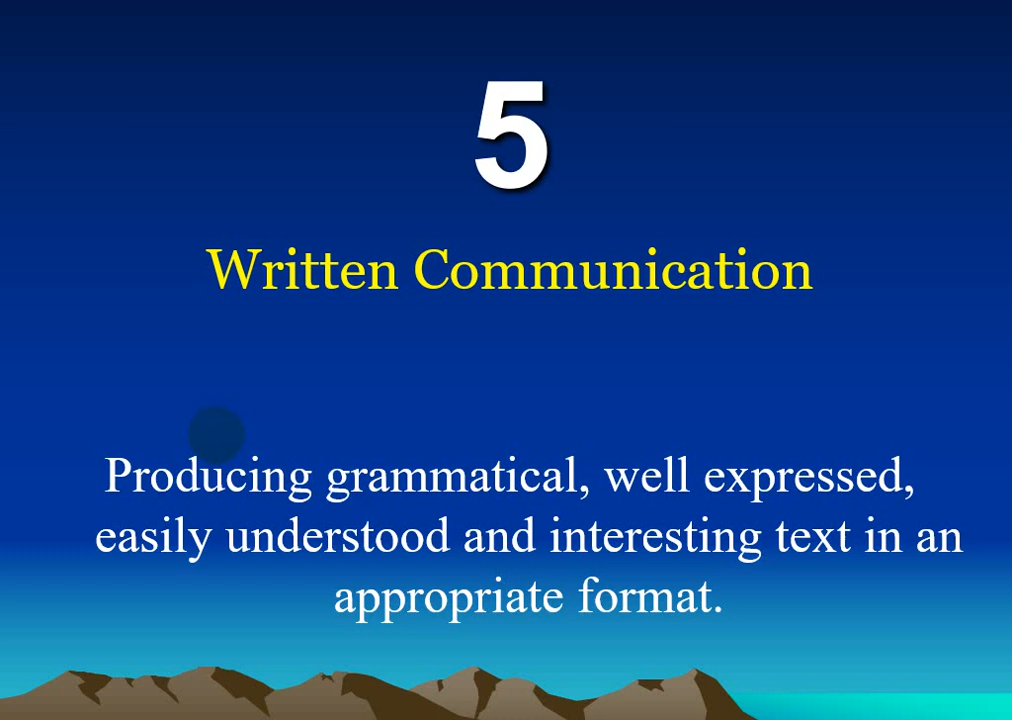 5
Written Communication
Producing grammatical, well expressed,
easily understood and interesting text in an
appropriate format.